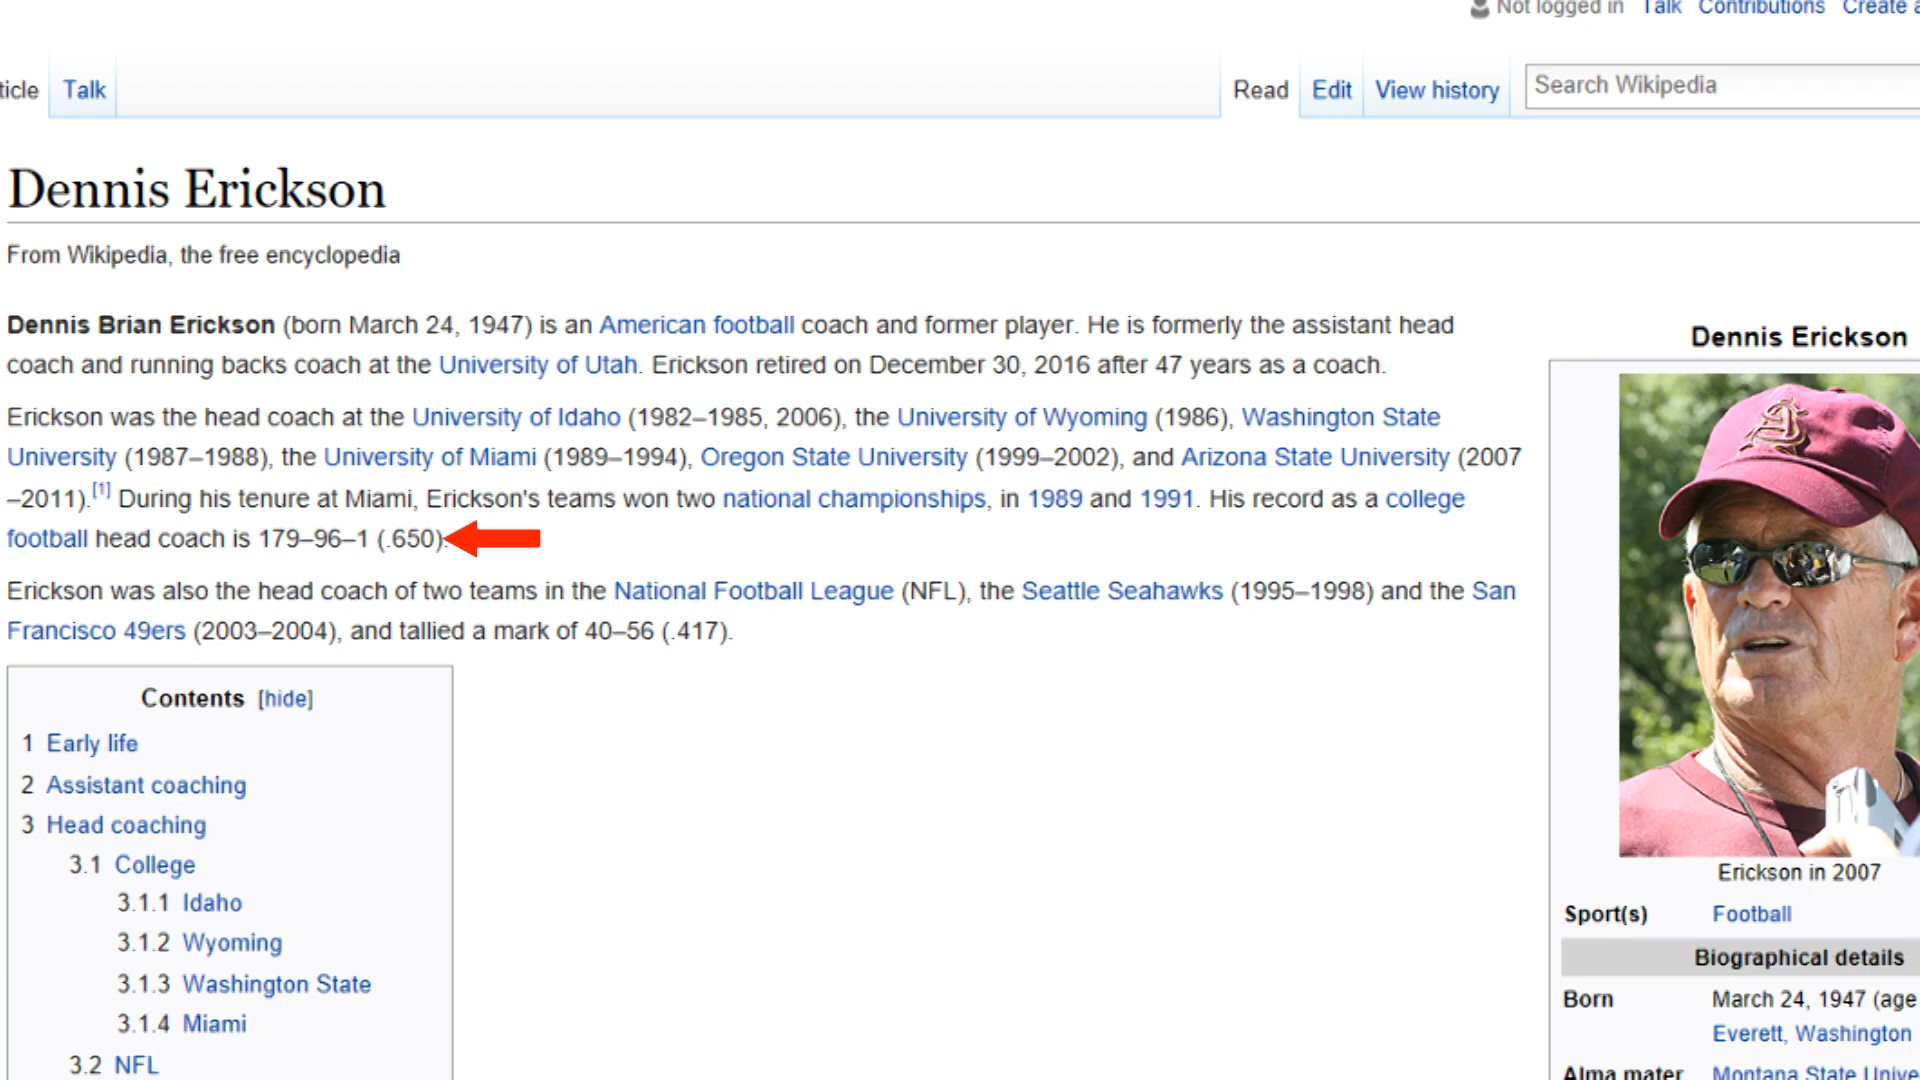 Not logged in Talk Contributions Create a
ticle Talk Read Edit View history Search Wikipedia
Dennis Erickson
From Wikipedia, the free encyclopedia
Dennis Brian Erickson (born March 24, 1947) is an American football coach and former player. He is formerly the assistant head
coach and running backs coach at the University of Utah. Erickson retired on December 30, 2016 after 47 years as a coach.
Erickson was the head coach at the University of Idaho (1982–1985, 2006), the University of Wyoming (1986), Washington State
University (1987–1988), the University of Miami (1989–1994), Oregon State University (1999–2002), and Arizona State University (2007
–2011).[1] During his tenure at Miami, Erickson's teams won two national championships, in 1989 and 1991. His record as a college
football head coach is 179–96–1 (.650).
Erickson was also the head coach of two teams in the National Football League (NFL), the Seattle Seahawks (1995–1998) and the San
Francisco 49ers (2003–2004), and tallied a mark of 40–56 (.417).
Contents [hide]
1 Early life
2 Assistant coaching
3 Head coaching
3.1 College
3.1.1 Idaho
3.1.2 Wyoming
3.1.3 Washington State
3.1.4 Miami
3.2 NFL
Dennis Erickson
Erickson in 2007
Sport(s) Football
Biographical details
Born March 24, 1947 (age
Everett, Washington
Alma mater Montana State Unive